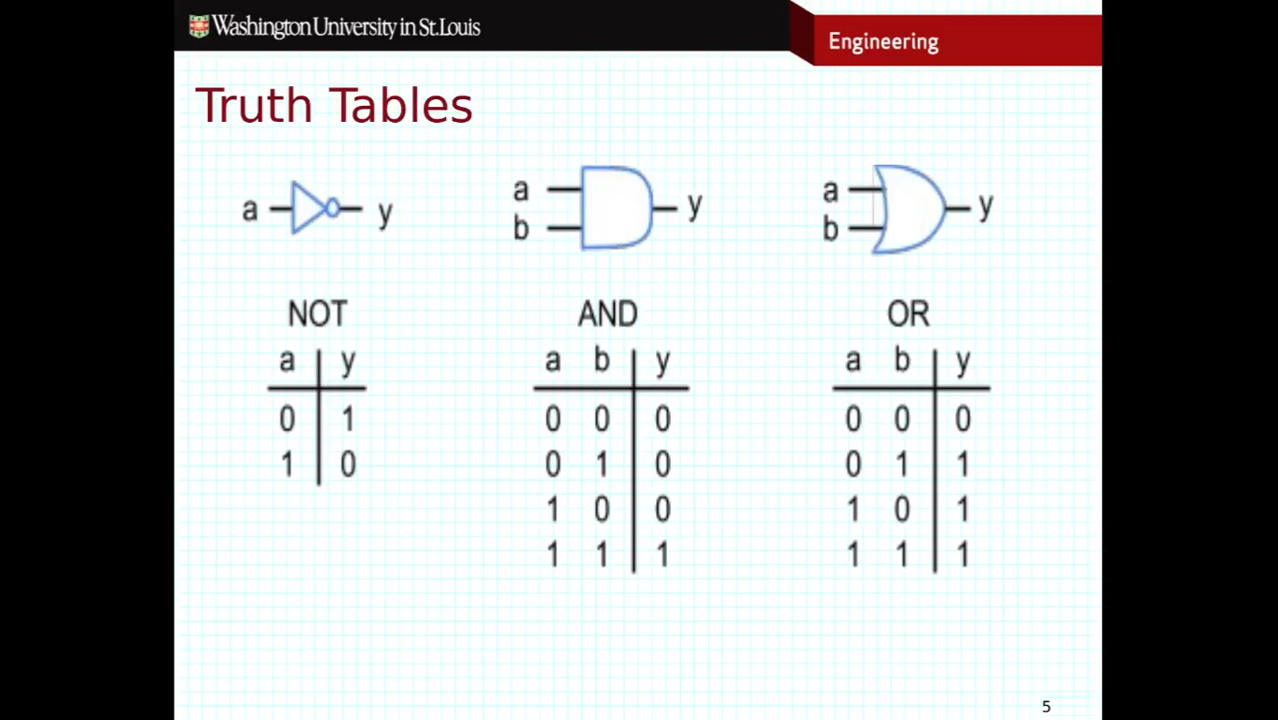 Washington University in St.Louis
Engineering
Truth Tables
a y
a
b y
a
b y
NOT
a y
0 1
1 0
AND
a b y
0 0 0
0 1 0
1 0 0
1 1 1
OR
a b y
0 0 0
0 1 1
1 0 1
1 1 1
5